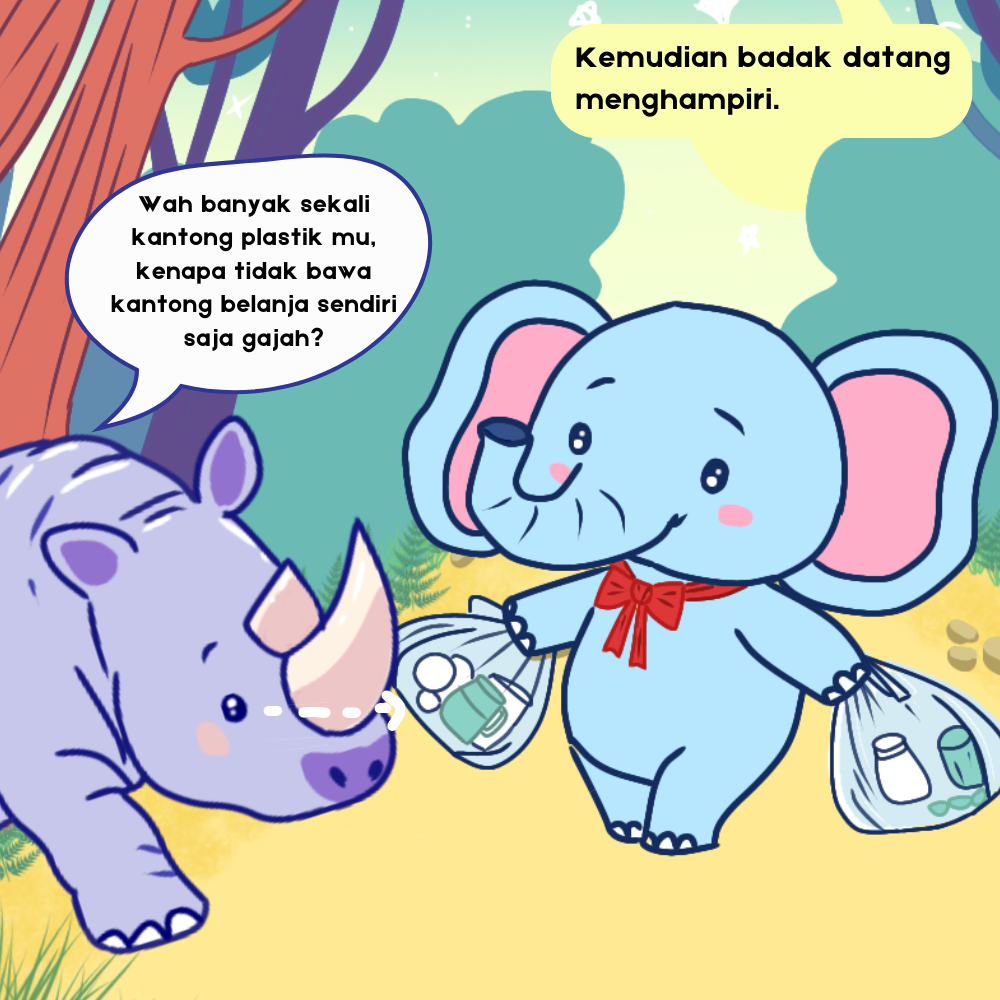 Kemudian badak datang
menghampiri.
Wah banyak sekali
kantong plastik mu,
kenapa tidak bawa
kantong belanja sendiri
saja gajah?